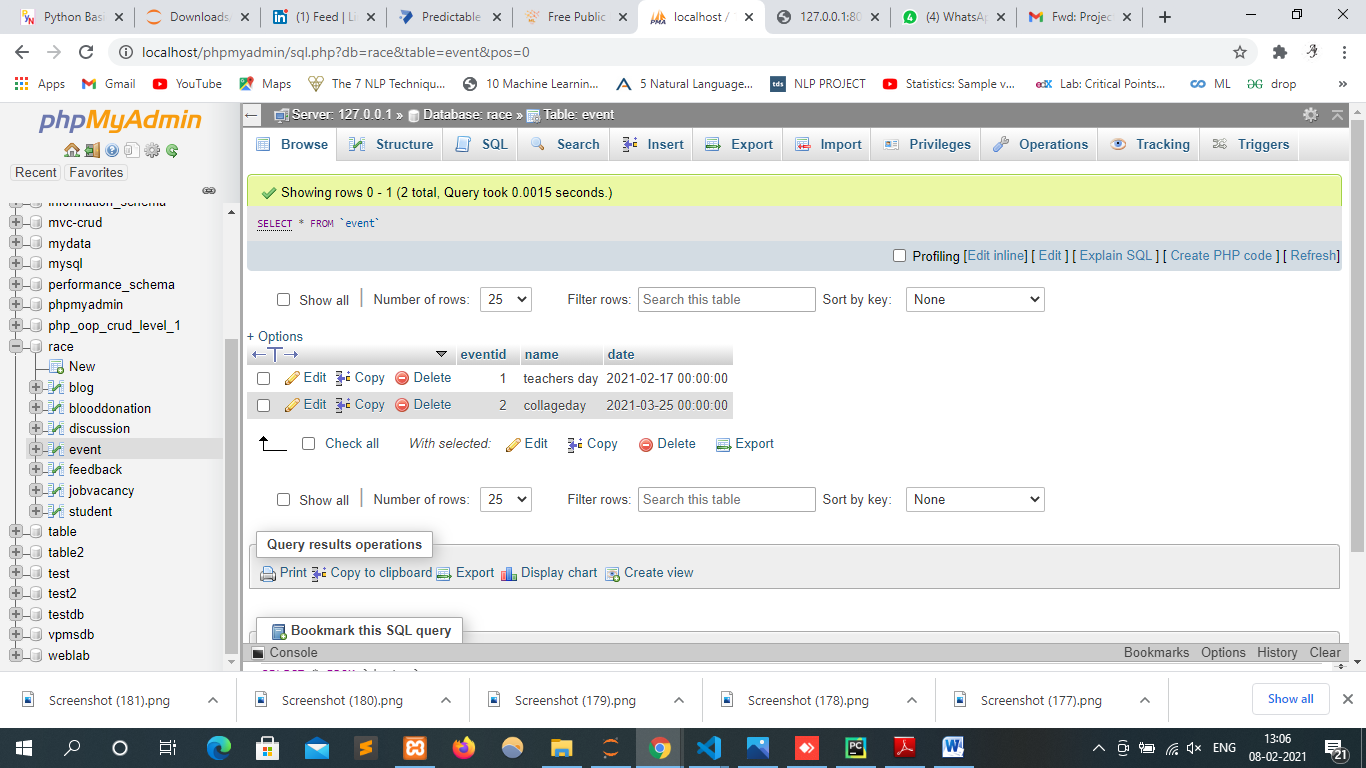 Python Bas
Downloads,
(1) Feed | Li
Predictable
Free Public
localhost /
127.0.0.1:80
(4) WhatsA
Fwd: Projec
localhost/phpmyadmin/sql.php?db=race&table=event&pos=0
Apps
Gmail
YouTube
Maps
The 7 NLP Techniqu...
10 Machine Learnin...
5 Natural Language...
tds NLP PROJECT
Statistics: Sample v...
edX Lab: Critical Points...
ML
drop
phpMyAdmin
Recent Favorites
information_schema
mvc-crud
mydata
mysql
performance_schema
phpmyadmin
php_oop_crud_level_1
race
New
blog
blooddonation
discussion
event
feedback
jobvacancy
student
table
table2
test
test2
testdb
vpmsdb
weblab
Server: 127.0.0.1 » Database: race » Table: event
Browse Structure SQL Search Insert Export Import Privileges Operations Tracking Triggers
Showing rows 0 - 1 (2 total, Query took 0.0015 seconds.)
SELECT * FROM `event`
Profiling [Edit inline] [ Edit ] [ Explain SQL ] [ Create PHP code ] [ Refresh]
Show all Number of rows: 25 Filter rows: Search this table Sort by key: None
+ Options
←T→ eventid name date
Edit Copy Delete 1 teachers day 2021-02-17 00:00:00
Edit Copy Delete 2 collageday 2021-03-25 00:00:00
Check all With selected: Edit Copy Delete Export
Show all Number of rows: 25 Filter rows: Search this table Sort by key: None
Query results operations
Print Copy to clipboard Export Display chart Create view
Bookmark this SQL query
Console Bookmarks Options History Clear
Screenshot (181).png
Screenshot (180).png
Screenshot (179).png
Screenshot (178).png
Screenshot (177).png
Show all
ENG
13:06
08-02-2021
21